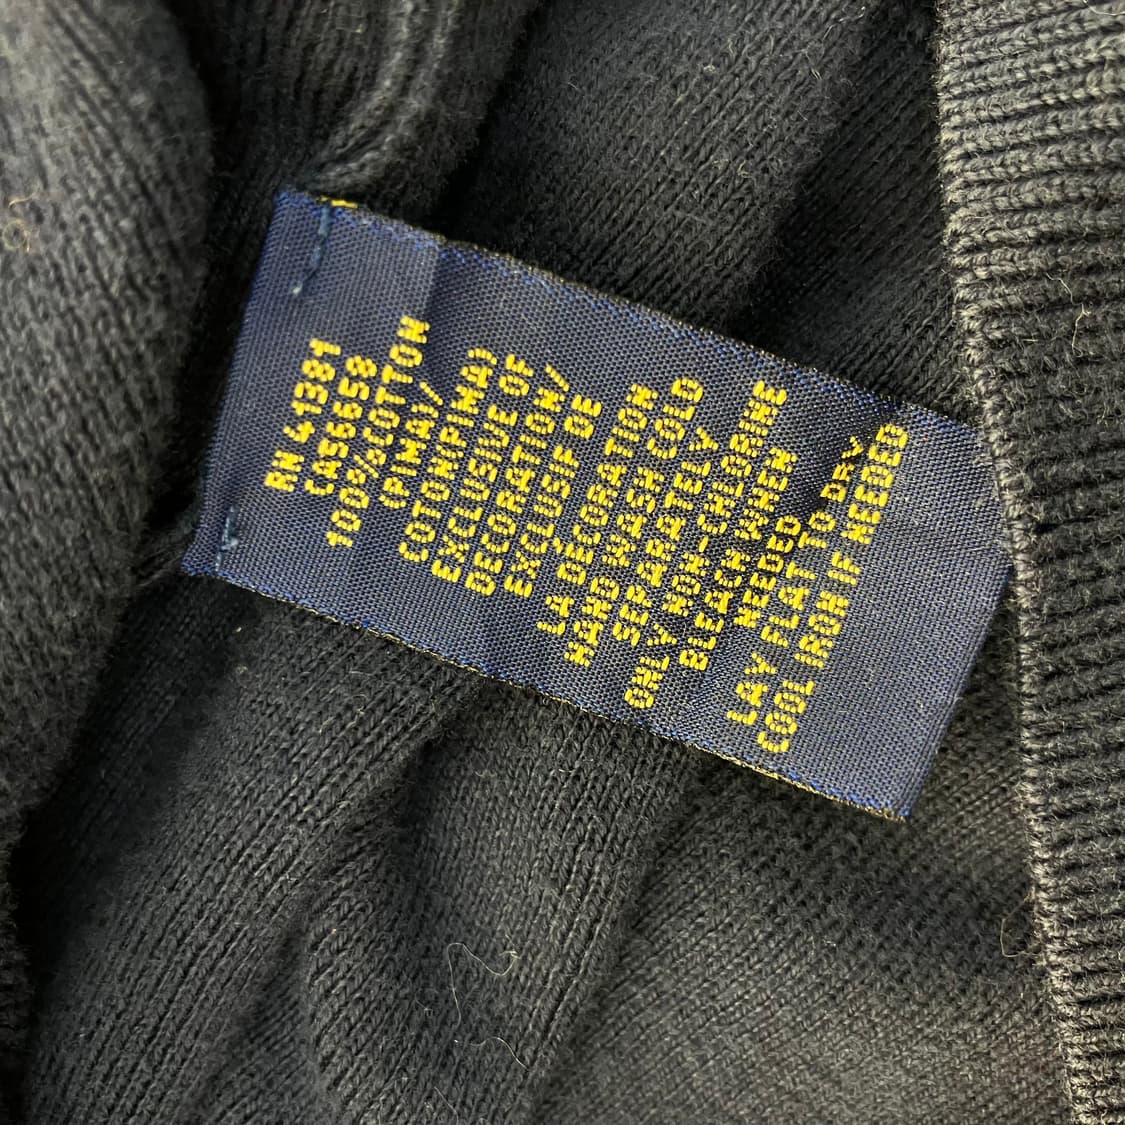 RN 41381
CA56658
100%COTTON
(PIMA)/
COTON(PIMA)
EXCLUSIVE OF
DECORATION/
EXCLUSIF DE
LA DECORATION
HAND WASH COLD
SEPARATELY
ONLY NON-CHLORINE
BLEACH WHEN
NEEDED
LAY FLAT TO DRY
COOL IRON IF NEEDED